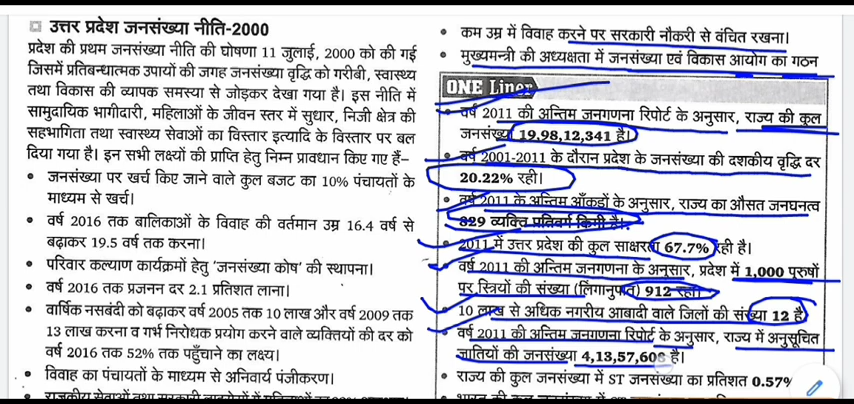 उत्तर प्रदेश जनसंख्या नीति-2000
प्रदेश की प्रथम जनसंख्या नीति की घोषणा 11 जुलाई, 2000 को की गई
जिसमें प्रतिबन्धात्मक उपायों की जगह जनसंख्या वृद्धि को गरीबी, स्वास्थ्य
तथा विकास की व्यापक समस्या से जोड़कर देखा गया है। इस नीति में
सामुदायिक भागीदारी, महिलाओं के जीवन स्तर में सुधार, निजी क्षेत्र की
सहभागिता तथा स्वास्थ्य सेवाओं का विस्तार इत्यादि के विस्तार पर बल
दिया गया है। इन सभी लक्ष्यों की प्राप्ति हेतु निम्न प्रावधान किए गए हैं–
• जनसंख्या पर खर्च किए जाने वाले कुल बजट का 10% पंचायतों के
माध्यम से खर्च।
• वर्ष 2016 तक बालिकाओं के विवाह की वर्तमान उम्र 16.4 वर्ष से
बढ़ाकर 19.5 वर्ष तक करना।
• परिवार कल्याण कार्यक्रमों हेतु 'जनसंख्या कोष' की स्थापना।
• वर्ष 2016 तक प्रजनन दर 2.1 प्रतिशत लाना।
• वार्षिक नसबंदी को बढ़ाकर वर्ष 2005 तक 10 लाख और वर्ष 2009 तक
13 लाख करना व गर्भ निरोधक प्रयोग करने वाले व्यक्तियों की दर को
वर्ष 2016 तक 52% तक पहुँचाने का लक्ष्य।
• विवाह का पंचायतों के माध्यम से अनिवार्य पंजीकरण।
• कम उम्र में विवाह करने पर सरकारी नौकरी से वंचित रखना।
• मुख्यमन्त्री की अध्यक्षता में जनसंख्या एवं विकास आयोग का गठन
ONE Liner
• वर्ष 2011 की अन्तिम जनगणना रिपोर्ट के अनुसार, राज्य की कुल
जनसंख्या 19,98,12,341 है।
• वर्ष 2001-2011 के दौरान प्रदेश के जनसंख्या की दशकीय वृद्धि दर
20.22% रही।
• वर्ष 2011 के अन्तिम आँकड़ों के अनुसार, राज्य का औसत जनघनत्व
829 व्यक्ति प्रतिवर्ग किमी है।
• 2011 में उत्तर प्रदेश की कुल साक्षरता 67.7% रही है।
• वर्ष 2011 की अन्तिम जनगणना के अनुसार, प्रदेश में 1,000 पुरुषों
पर स्त्रियों की संख्या (लिंगानुपात) 912 रही।
• 10 लाख से अधिक नगरीय आबादी वाले जिलों की संख्या 12 है
• वर्ष 2011 की अन्तिम जनगणना रिपोर्ट के अनुसार, राज्य में अनुसूचित
जातियों की जनसंख्या 4,13,57,608 है।
• राज्य की कुल जनसंख्या में ST जनसंख्या का प्रतिशत 0.57%